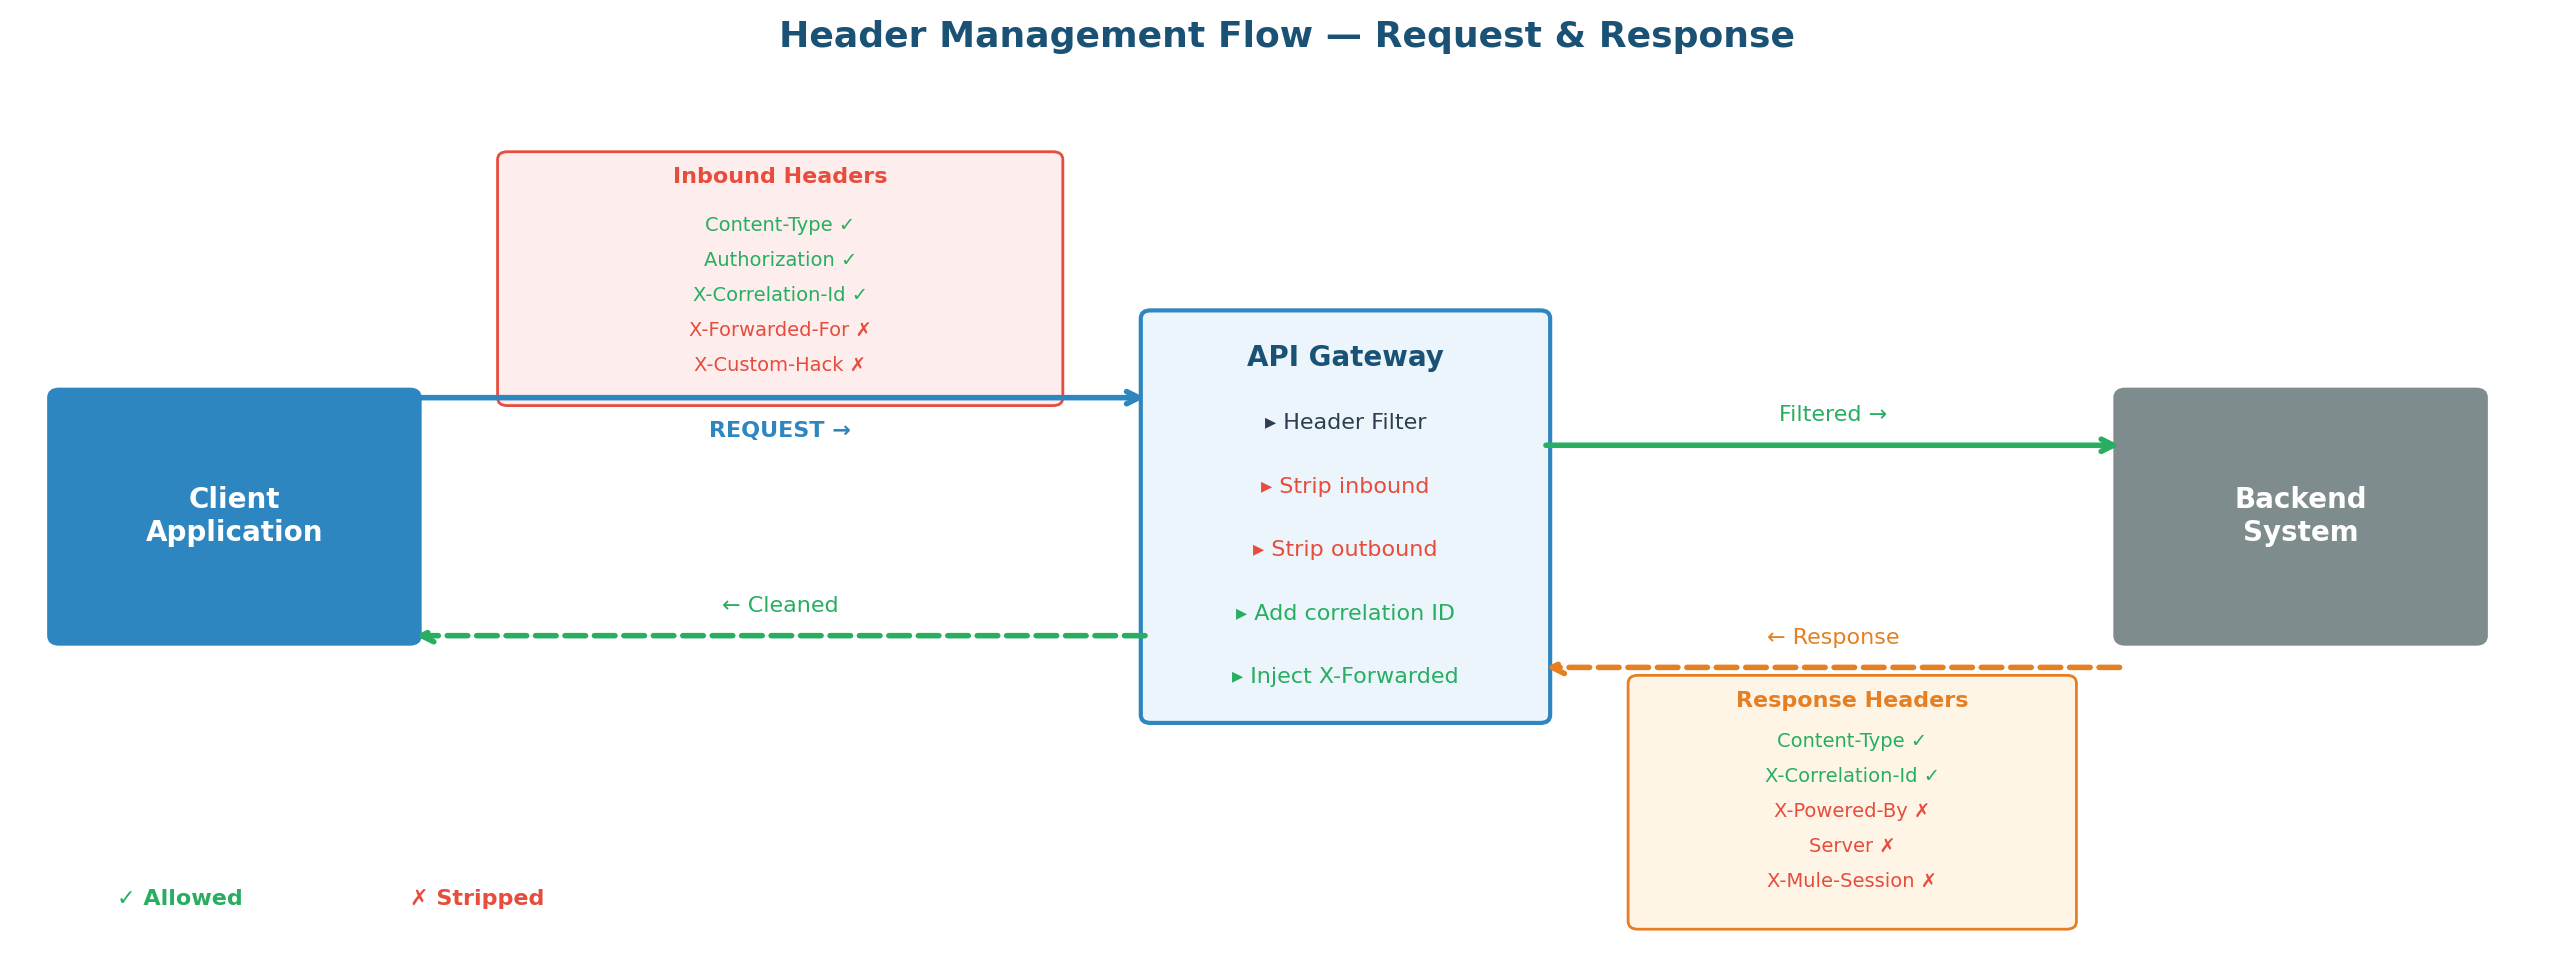 Header Management Flow — Request & Response
Inbound Headers
Content-Type ✓
Authorization ✓
X-Correlation-Id ✓
X-Forwarded-For ✗
X-Custom-Hack ✗
REQUEST →
Client
Application
← Cleaned
API Gateway
▸ Header Filter
▸ Strip inbound
▸ Strip outbound
▸ Add correlation ID
▸ Inject X-Forwarded
Filtered →
Backend
System
← Response
Response Headers
Content-Type ✓
X-Correlation-Id ✓
X-Powered-By ✗
Server ✗
X-Mule-Session ✗
✓ Allowed
✗ Stripped